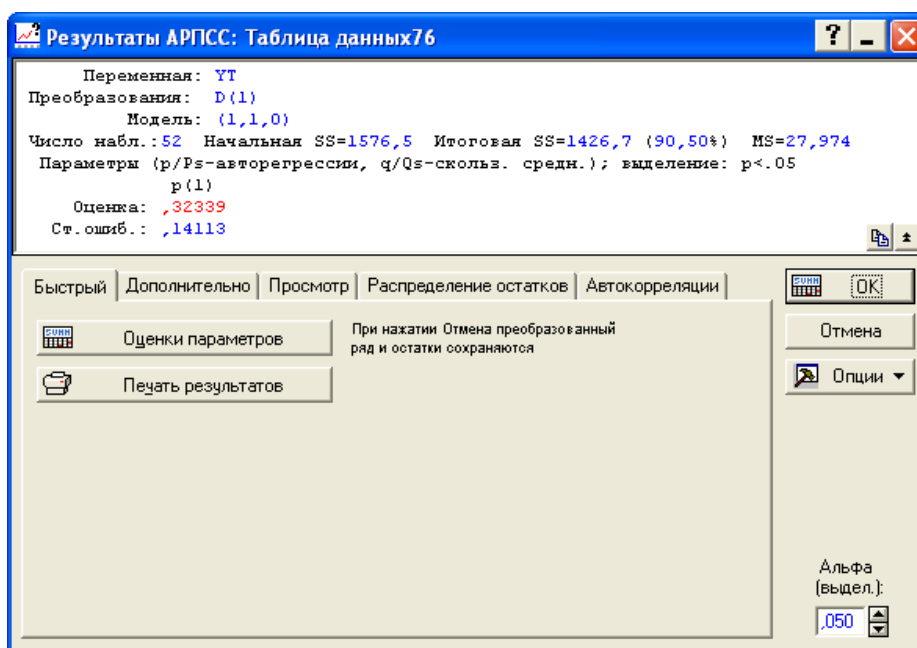 Результаты АРПСС: Таблица данных76
Переменная: YT
Преобразования: D(1)
Модель: (1,1,0)
Число набл.:52 Начальная SS=1576,5 Итоговая SS=1426,7 (90,50%) MS=27,974
Параметры (p/Ps-авторегрессии, q/Qs-скольз. средн.); выделение: p<.05
p(1)
Оценка: ,32339
Ст.ошиб.: ,14113
Быстрый Дополнительно Просмотр Распределение остатков Автокорреляции
SUMM OK
SUMM Оценки параметров
При нажатии Отмена преобразованный
ряд и остатки сохраняются
Отмена
Печать результатов
Опции
Альфа
(выдел.):
,050